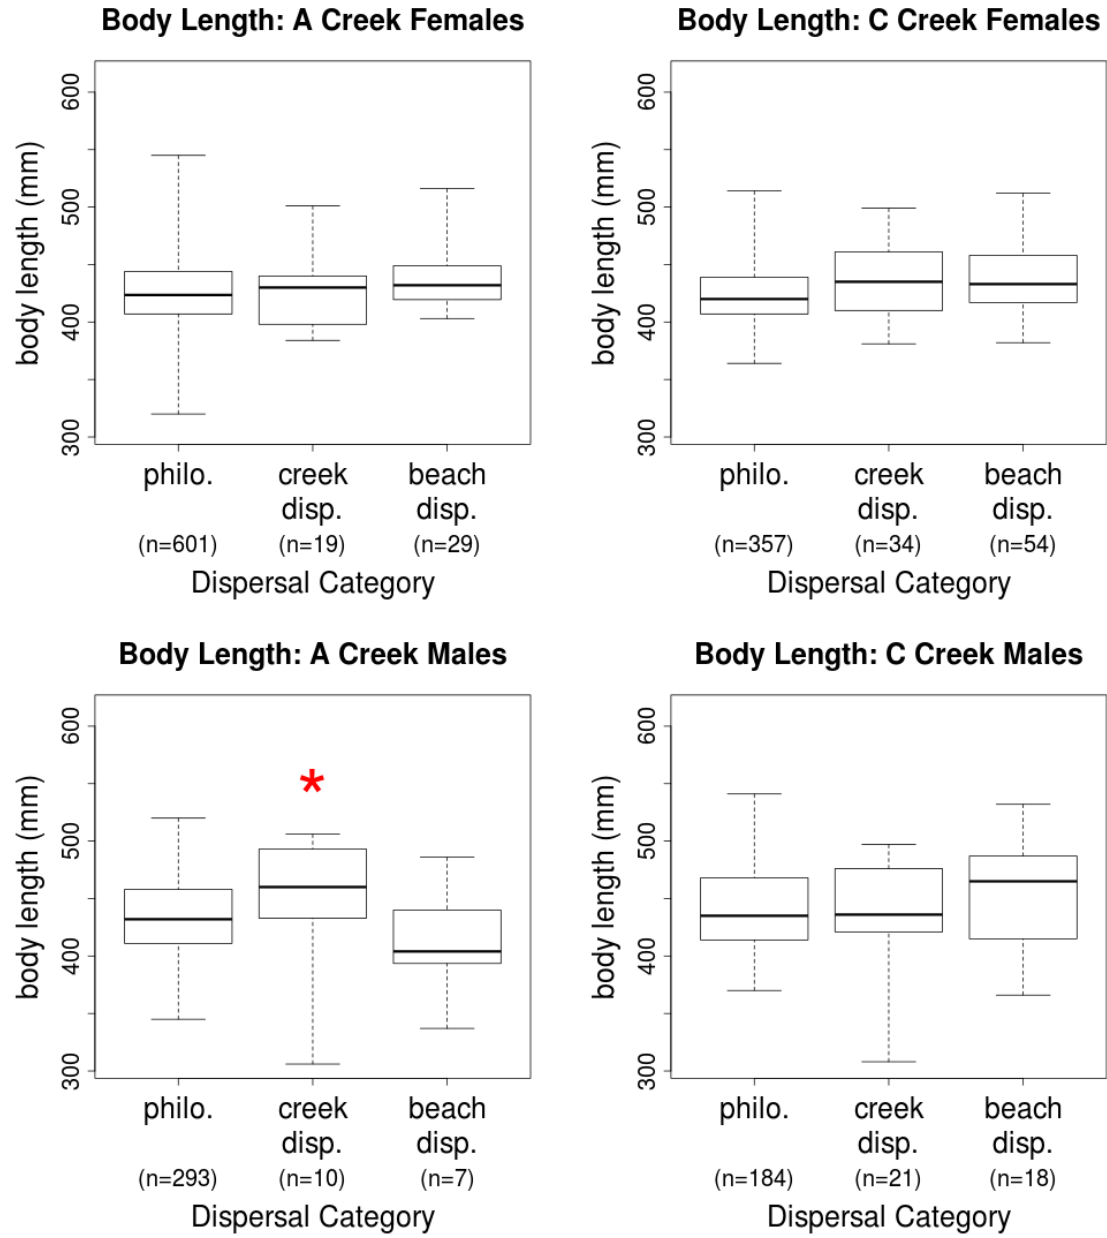 Body Length: A Creek Females
body length (mm)
600
500
400
300
philo. creek disp. beach disp.
(n=601) (n=19) (n=29)
Dispersal Category
Body Length: C Creek Females
body length (mm)
600
500
400
300
philo. creek disp. beach disp.
(n=357) (n=34) (n=54)
Dispersal Category
Body Length: A Creek Males
body length (mm)
600
500
400
300
*
philo. creek disp. beach disp.
(n=293) (n=10) (n=7)
Dispersal Category
Body Length: C Creek Males
body length (mm)
600
500
400
300
philo. creek disp. beach disp.
(n=184) (n=21) (n=18)
Dispersal Category